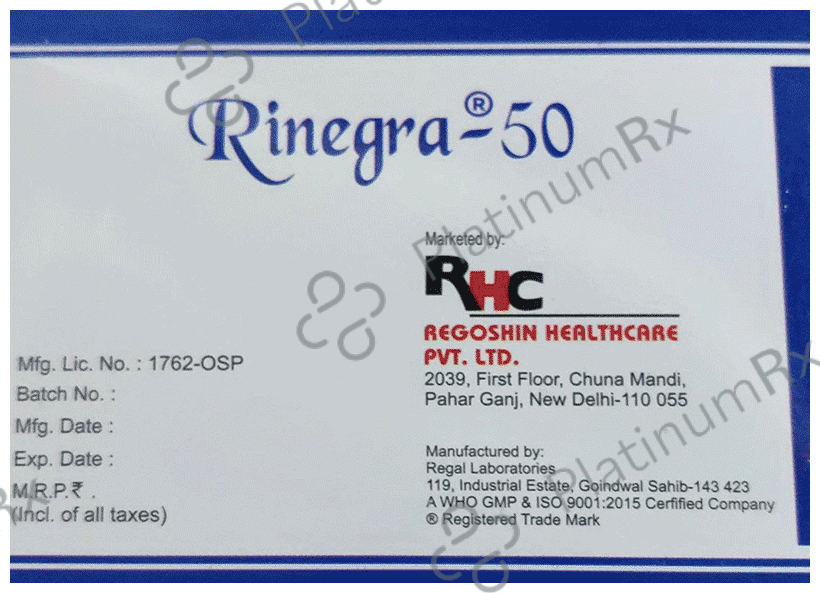 Rinegra®-50
Marketed by:
RHC
REGOSHIN HEALTHCARE
PVT. LTD.
2039, First Floor, Chuna Mandi,
Pahar Ganj, New Delhi-110 055
Mfg. Lic. No. : 1762-OSP
Batch No. :
Mfg. Date :
Exp. Date :
M.R.P.₹ .
(Incl. of all taxes)
Manufactured by:
Regal Laboratories
119, Industrial Estate, Goindwal Sahib-143 423
A WHO GMP & ISO 9001:2015 Cerfified Company
® Registered Trade Mark
PlatinumRx
PlatinumRx
PlatinumRx
Rx